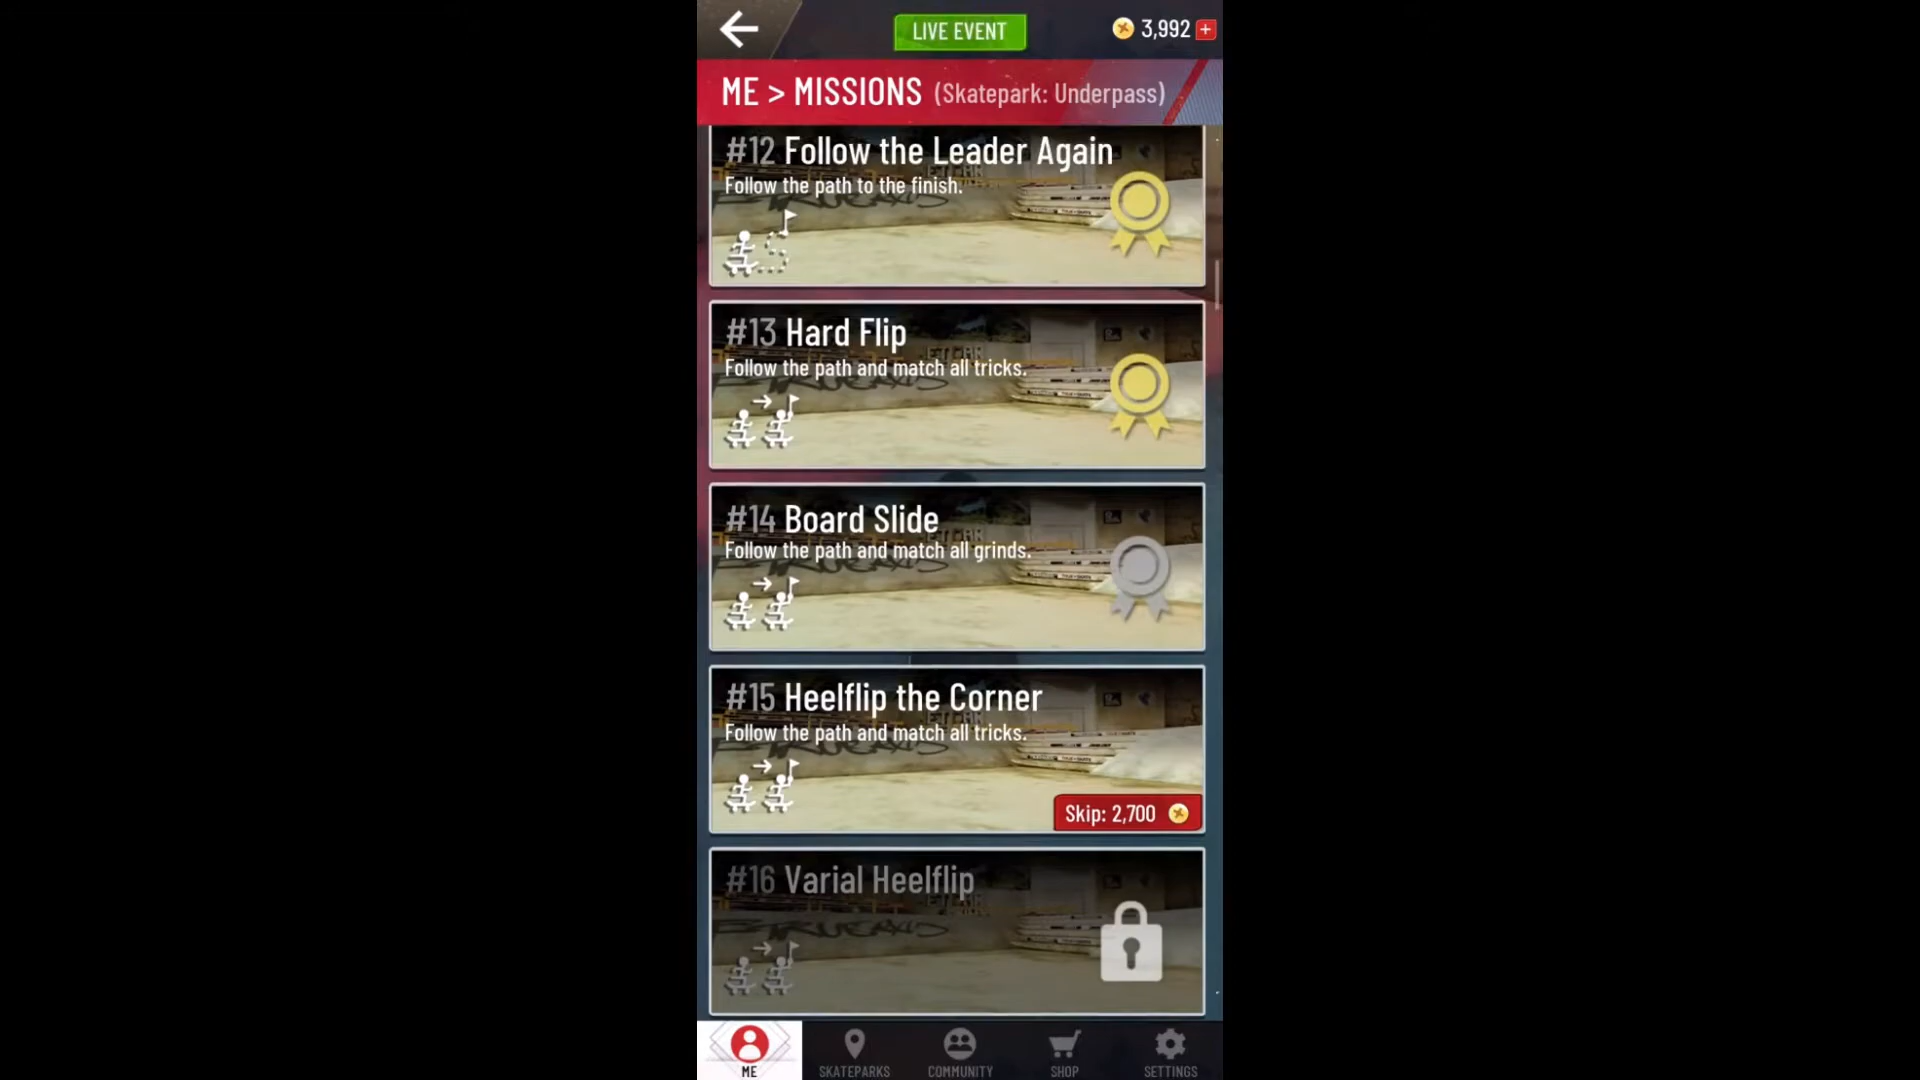 LIVE EVENT
3,992
ME > MISSIONS (Skatepark: Underpass)
#12 Follow the Leader Again
Follow the path to the finish.
#13 Hard Flip
Follow the path and match all tricks.
#14 Board Slide
Follow the path and match all grinds.
#15 Heelflip the Corner
Follow the path and match all tricks.
Skip: 2,700
#16 Varial Heelflip
ME
SKATEPARKS
COMMUNITY
SHOP
SETTINGS